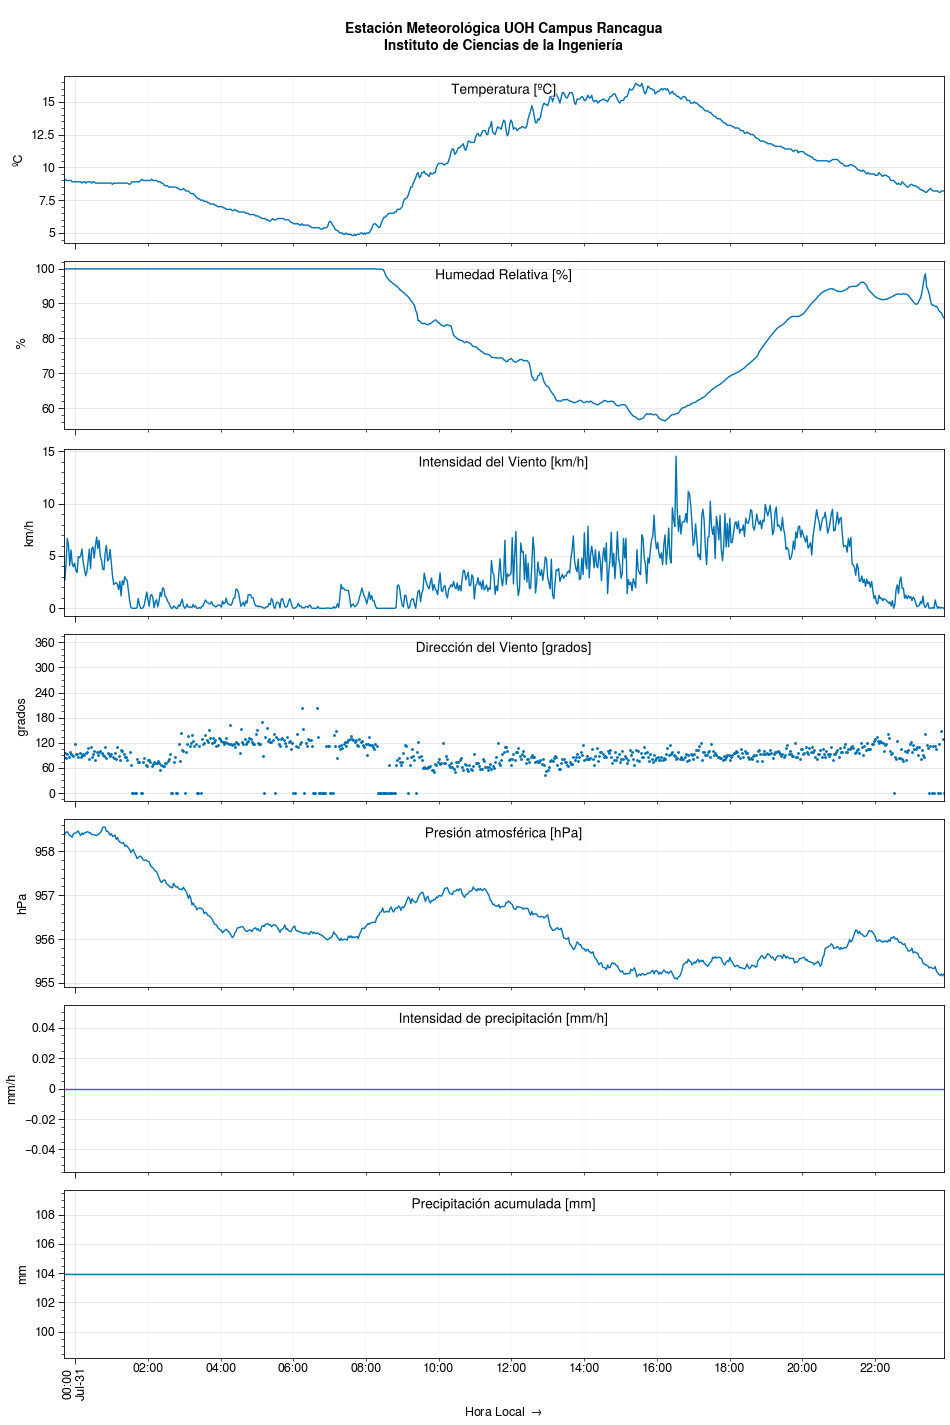 Estación Meteorológica UOH Campus Rancagua
Instituto de Ciencias de la Ingeniería
Temperatura [ºC]
ºC
15
12.5
10
7.5
5
Humedad Relativa [%]
%
100
90
80
70
60
Intensidad del Viento [km/h]
km/h
15
10
5
0
Dirección del Viento [grados]
grados
360
300
240
180
120
60
0
Presión atmosférica [hPa]
hPa
958
957
956
955
Intensidad de precipitación [mm/h]
mm/h
0.04
0.02
0
−0.02
−0.04
Precipitación acumulada [mm]
mm
108
106
104
102
100
00:00
Jul-31
02:00
04:00
06:00
08:00
10:00
12:00
14:00
16:00
18:00
20:00
22:00
Hora Local →